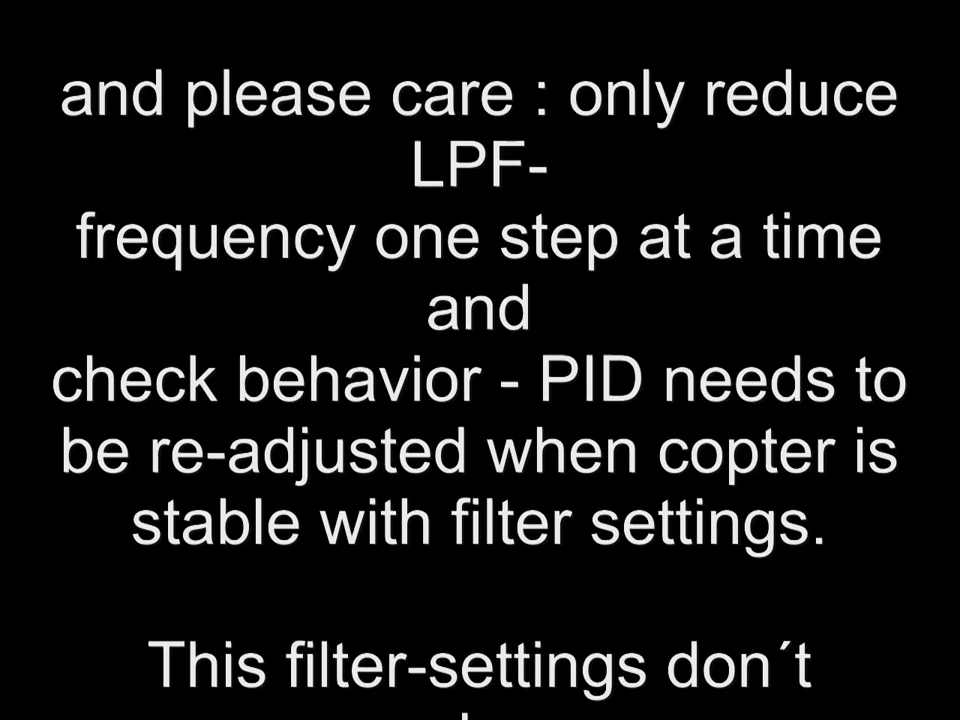 and please care : only reduce
LPF-
frequency one step at a time
and
check behavior - PID needs to
be re-adjusted when copter is
stable with filter settings.
This filter-settings don´t